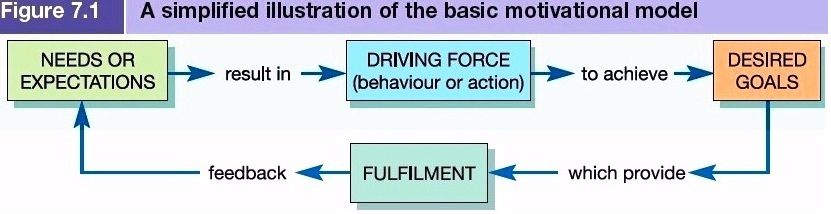 Figure 7.1 A simplified illustration of the basic motivational model
NEEDS OR
EXPECTATIONS
result in
DRIVING FORCE
(behaviour or action)
to achieve
DESIRED
GOALS
which provide
FULFILMENT
feedback